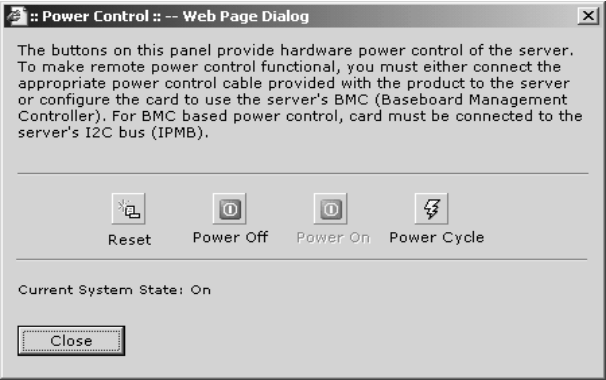 :: Power Control :: -- Web Page Dialog
The buttons on this panel provide hardware power control of the server.
To make remote power control functional, you must either connect the
appropriate power control cable provided with the product to the server
or configure the card to use the server's BMC (Baseboard Management
Controller). For BMC based power control, card must be connected to the
server's I2C bus (IPMB).
Reset Power Off Power On Power Cycle
Current System State: On
Close